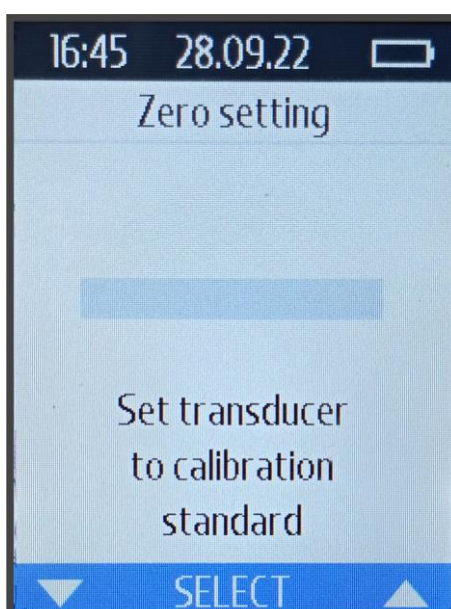 16:45 28.09.22
Zero setting
Set transducer
to calibration
standard
SELECT